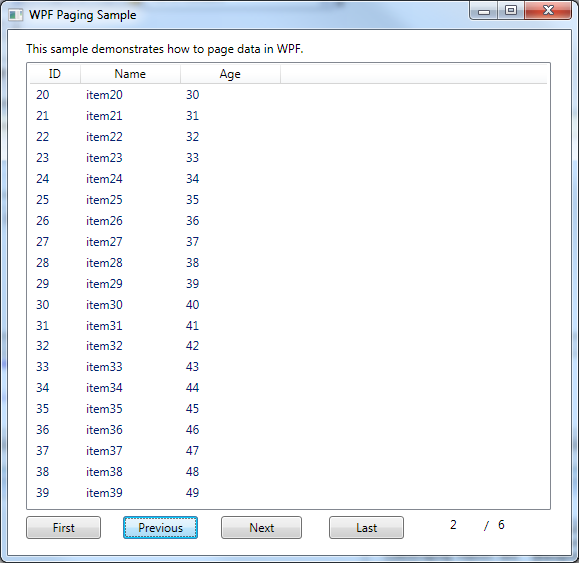 WPF Paging Sample
This sample demonstrates how to page data in WPF.
ID Name Age
20 item20 30
21 item21 31
22 item22 32
23 item23 33
24 item24 34
25 item25 35
26 item26 36
27 item27 37
28 item28 38
29 item29 39
30 item30 40
31 item31 41
32 item32 42
33 item33 43
34 item34 44
35 item35 45
36 item36 46
37 item37 47
38 item38 48
39 item39 49
First Previous Next Last 2 / 6